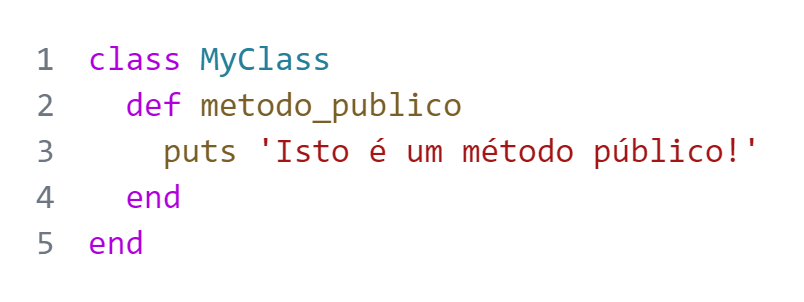 1 class MyClass
2   def metodo_publico
3     puts 'Isto é um método público!'
4   end
5 end